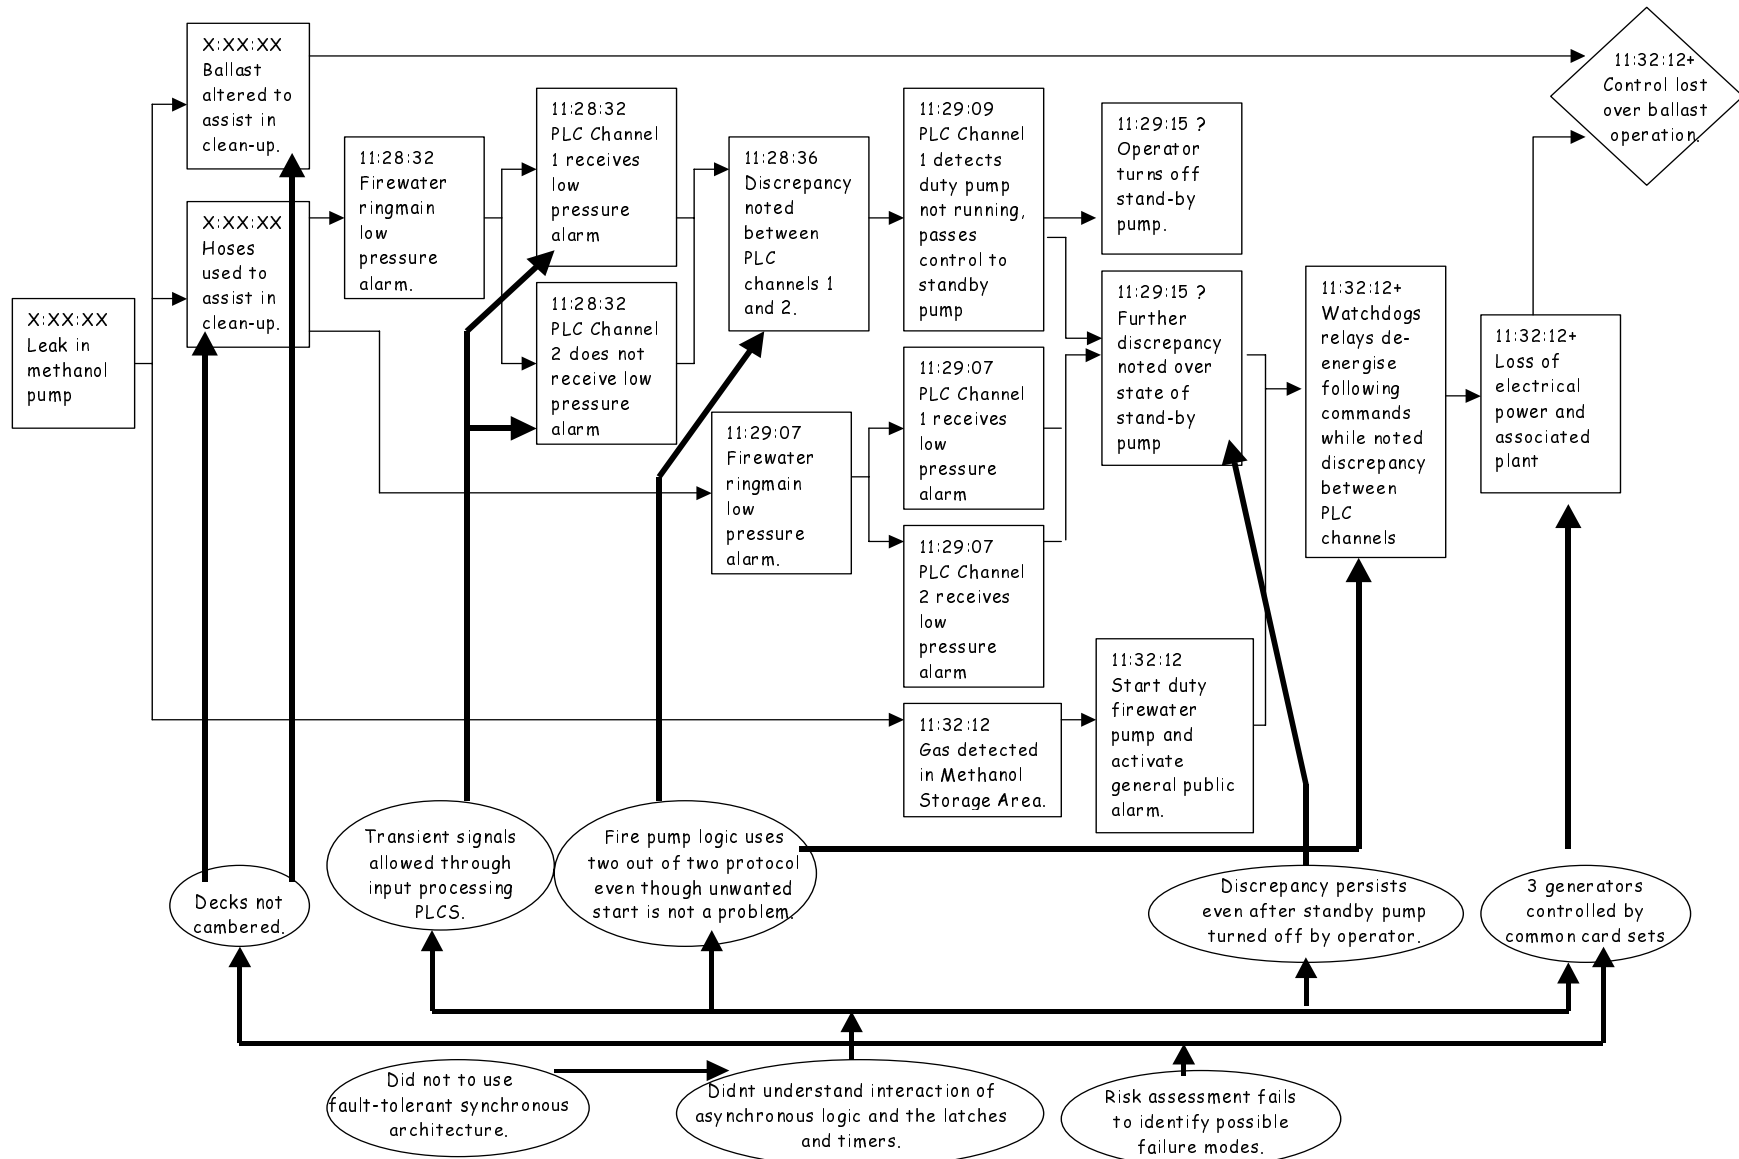 X:XX:XX
Ballast
altered to
assist in
clean-up.
X:XX:XX
Hoses
used to
assist in
clean-up.
X:XX:XX
Leak in
methanol
pump
11:28:32
Firewater
ringmain
low
pressure
alarm.
11:28:32
PLC Channel
1 receives
low
pressure
alarm
11:28:32
PLC Channel
2 does not
receive low
pressure
alarm
11:28:36
Discrepancy
noted
between
PLC
channels 1
and 2.
11:29:07
Firewater
ringmain
low
pressure
alarm.
11:29:09
PLC Channel
1 detects
duty pump
not running,
passes
control to
standby
pump
11:29:07
PLC Channel
1 receives
low
pressure
alarm
11:29:07
PLC Channel
2 receives
low
pressure
alarm
11:32:12
Gas detected
in Methanol
Storage Area.
11:29:15 ?
Operator
turns off
stand-by
pump.
11:29:15 ?
Further
discrepancy
noted over
state of
stand-by
pump
11:32:12
Start duty
firewater
pump and
activate
general public
alarm.
11:32:12+
Watchdogs
relays de-
energise
following
commands
while noted
discrepancy
between
PLC
channels
11:32:12+
Loss of
electrical
power and
associated
plant
11:32:12+
Control lost
over ballast
operation.
Decks not
cambered.
Transient signals
allowed through
input processing
PLCS.
Fire pump logic uses
two out of two protocol
even though unwanted
start is not a problem.
Discrepancy persists
even after standby pump
turned off by operator.
3 generators
controlled by
common card sets
Did not to use
fault-tolerant synchronous
architecture.
Didnt understand interaction of
asynchronous logic and the latches
and timers.
Risk assessment fails
to identify possible
failure modes.